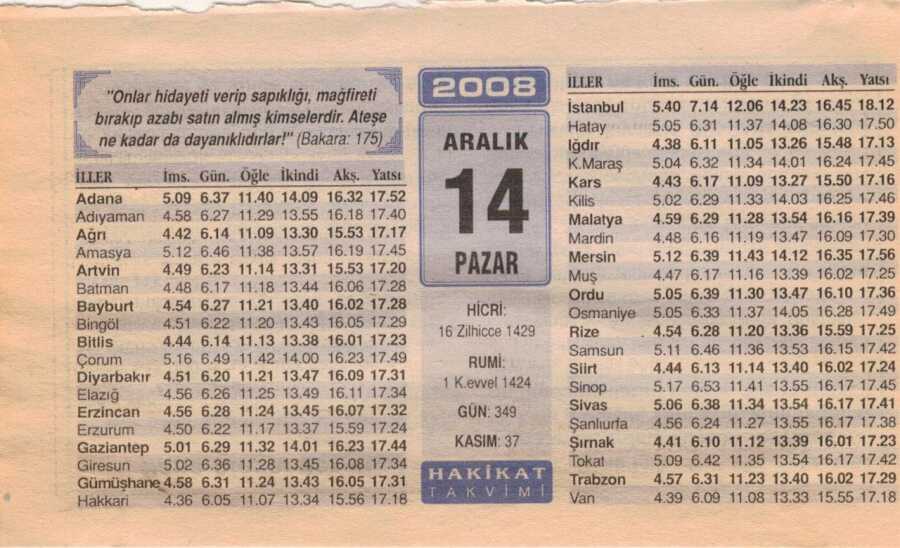 "Onlar hidayeti verip sapıklığı, mağfireti
bırakıp azabı satın almış kimselerdir. Ateşe
ne kadar da dayanıklıdırlar!" (Bakara: 175)
İLLER İms. Gün. Öğle İkindi Akş. Yatsı
Adana 5.09 6.37 11.40 14.09 16.32 17.52
Adıyaman 4.58 6.27 11.29 13.55 16.18 17.40
Ağrı 4.42 6.14 11.09 13.30 15.53 17.17
Amasya 5.12 6.46 11.38 13.57 16.19 17.45
Artvin 4.49 6.23 11.14 13.31 15.53 17.20
Batman 4.48 6.17 11.18 13.44 16.06 17.28
Bayburt 4.54 6.27 11.21 13.40 16.02 17.28
Bingöl 4.51 6.22 11.20 13.43 16.05 17.29
Bitlis 4.44 6.14 11.13 13.38 16.01 17.23
Çorum 5.16 6.49 11.42 14.00 16.23 17.49
Diyarbakır 4.51 6.20 11.21 13.47 16.09 17.31
Elazığ 4.56 6.26 11.25 13.49 16.11 17.34
Erzincan 4.56 6.28 11.24 13.45 16.07 17.32
Erzurum 4.50 6.22 11.17 13.37 15.59 17.24
Gaziantep 5.01 6.29 11.32 14.01 16.23 17.44
Giresun 5.02 6.36 11.28 13.45 16.08 17.34
Gümüşhane 4.58 6.31 11.24 13.43 16.05 17.31
Hakkari 4.36 6.05 11.07 13.34 15.56 17.18
2008
ARALIK
14
PAZAR
HİCRİ:
16 Zilhicce 1429
RUMİ:
1 K.evvel 1424
GÜN: 349
KASIM: 37
HAKİKAT
TAKVİMİ
İLLER İms. Gün. Öğle İkindi Akş. Yatsı
İstanbul 5.40 7.14 12.06 14.23 16.45 18.12
Hatay 5.05 6.31 11.37 14.08 16.30 17.50
Iğdır 4.38 6.11 11.05 13.26 15.48 17.13
K.Maraş 5.04 6.32 11.34 14.01 16.24 17.45
Kars 4.43 6.17 11.09 13.27 15.50 17.16
Kilis 5.02 6.29 11.33 14.03 16.25 17.46
Malatya 4.59 6.29 11.28 13.54 16.16 17.39
Mardin 4.48 6.16 11.19 13.47 16.09 17.30
Mersin 5.12 6.39 11.43 14.12 16.35 17.56
Muş 4.47 6.17 11.16 13.39 16.02 17.25
Ordu 5.05 6.39 11.30 13.47 16.10 17.36
Osmaniye 5.05 6.33 11.37 14.05 16.28 17.49
Rize 4.54 6.28 11.20 13.36 15.59 17.25
Samsun 5.11 6.46 11.36 13.53 16.15 17.42
Siirt 4.44 6.13 11.14 13.40 16.02 17.24
Sinop 5.17 6.53 11.41 13.55 16.17 17.45
Sivas 5.06 6.38 11.34 13.54 16.17 17.41
Şanlıurfa 4.56 6.24 11.27 13.55 16.17 17.38
Şırnak 4.41 6.10 11.12 13.39 16.01 17.23
Tokat 5.09 6.42 11.35 13.54 16.17 17.42
Trabzon 4.57 6.31 11.23 13.40 16.02 17.29
Van 4.39 6.09 11.08 13.33 15.55 17.18